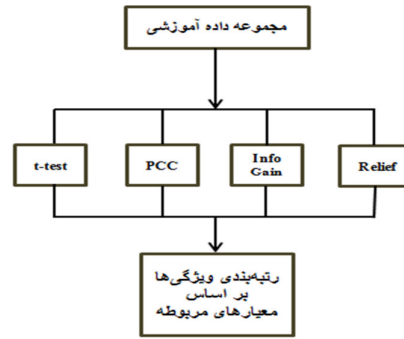 مجموعه داده آموزشی
t-test
PCC
Info
Gain
Relief
رتبه‌بندی ویژگی‌ها
بر اساس
معیارهای مربوطه